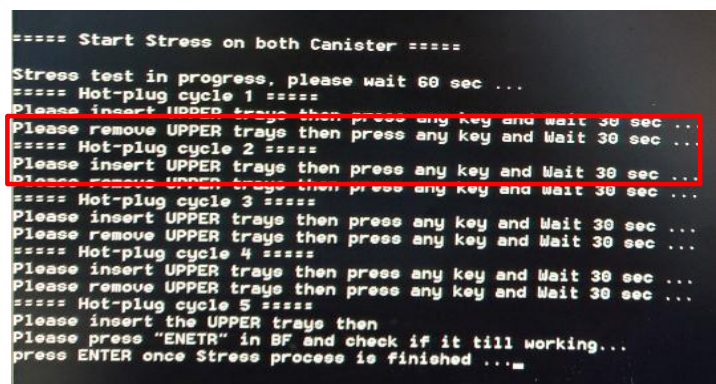 ===== Start Stress on both Canister =====
Stress test in progress, please wait 60 sec ...
===== Hot-plug cycle 1 =====
Please insert UPPER trays then press any key and Wait 30 sec ...
Please remove UPPER trays then press any key and Wait 30 sec ...
===== Hot-plug cycle 2 =====
Please insert UPPER trays then press any key and Wait 30 sec ...
Please remove UPPER trays then press any key and Wait 30 sec ...
===== Hot-plug cycle 3 =====
Please insert UPPER trays then press any key and Wait 30 sec ...
Please remove UPPER trays then press any key and Wait 30 sec ...
===== Hot-plug cycle 4 =====
Please insert UPPER trays then press any key and Wait 30 sec ...
Please remove UPPER trays then press any key and Wait 30 sec ...
===== Hot-plug cycle 5 =====
Please insert the UPPER trays then
Please press "ENETR" in BF and check if it till working...
press ENTER once Stress process is finished ...